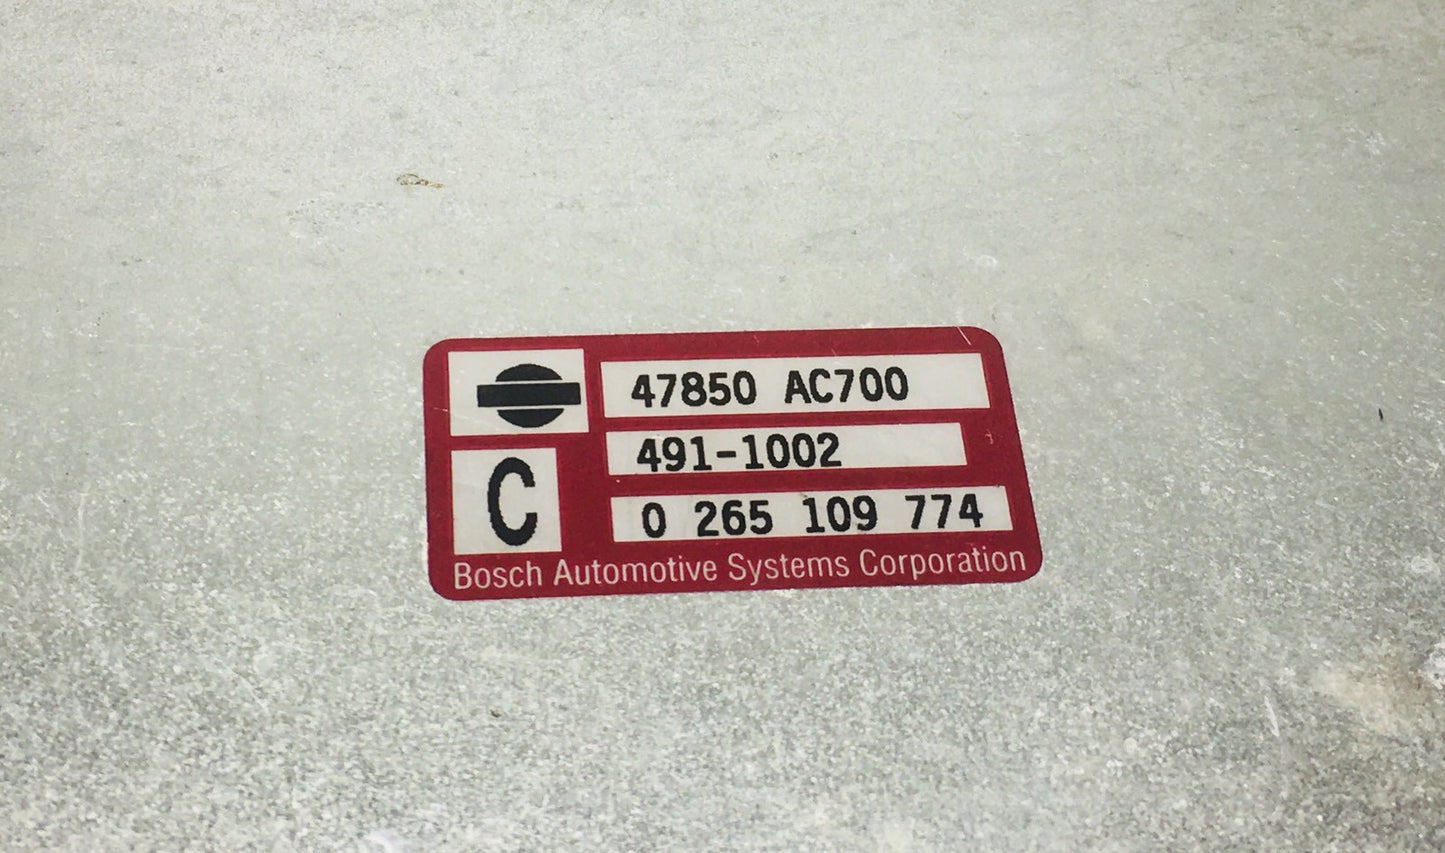 47850 AC700
491-1002
C
0 265 109 774
Bosch Automotive Systems Corporation